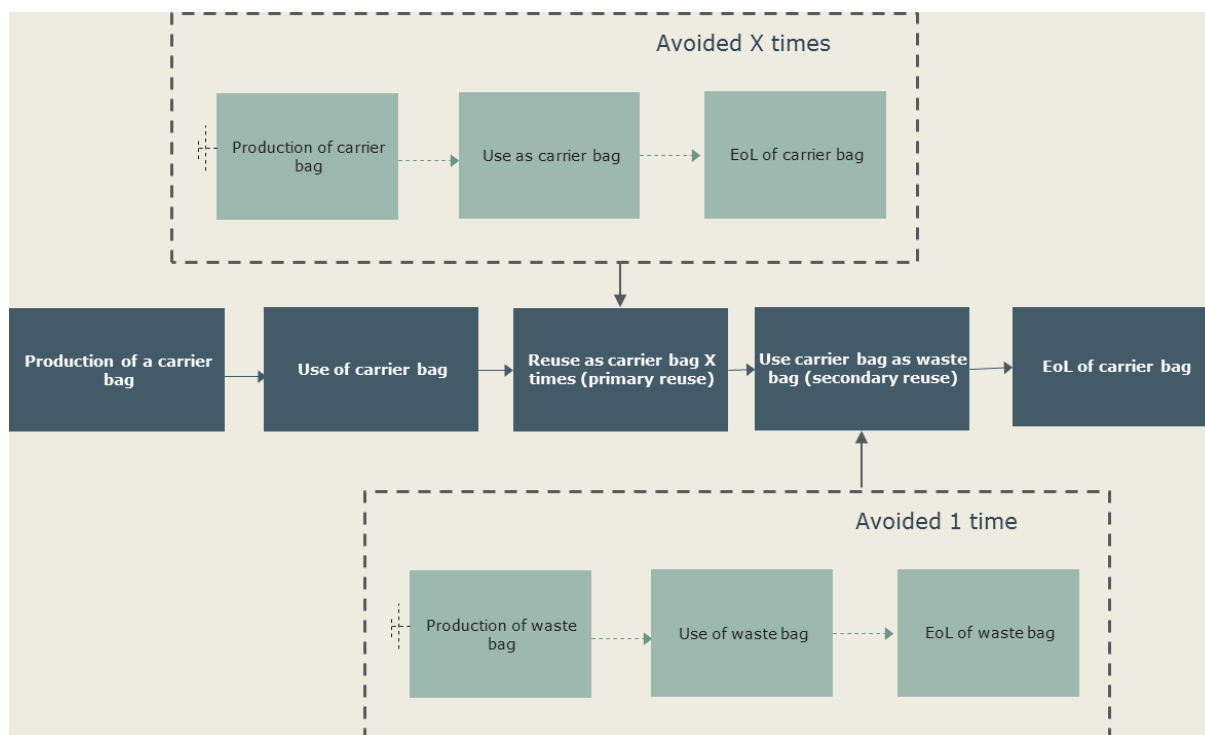 Avoided X times
Production of carrier
bag
Use as carrier bag
EoL of carrier bag
Production of a carrier
bag
Use of carrier bag
Reuse as carrier bag X
times (primary reuse)
Use carrier bag as waste
bag (secondary reuse)
EoL of carrier bag
Avoided 1 time
Production of waste
bag
Use of waste bag
EoL of waste bag